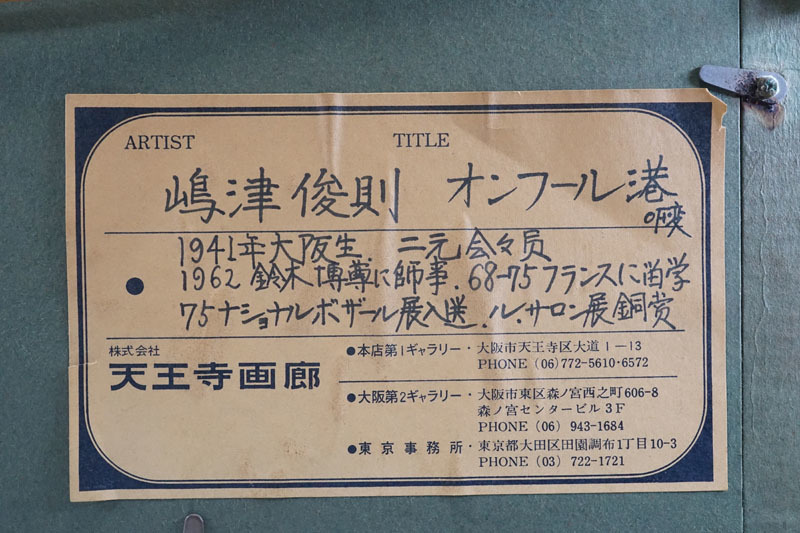 ARTIST TITLE
嶋津俊則 オンフール港
8変
1941年大阪生. 二元会々員
1962 鈴木博尊に師事. 68-75フランスに留学
75ナショナルボザール展入選. ル.サロン展銅賞
株式会社
天王寺画廊
●本店第1ギャラリー・大阪市天王寺区大道1-13
PHONE (06)772-5610・6572
●大阪第2ギャラリー・大阪市東区森ノ宮西之町606-8
森ノ宮センタービル3F
PHONE (06) 943-1684
●東京事務所・東京都大田区田園調布1丁目10-3
PHONE (03) 722-1721